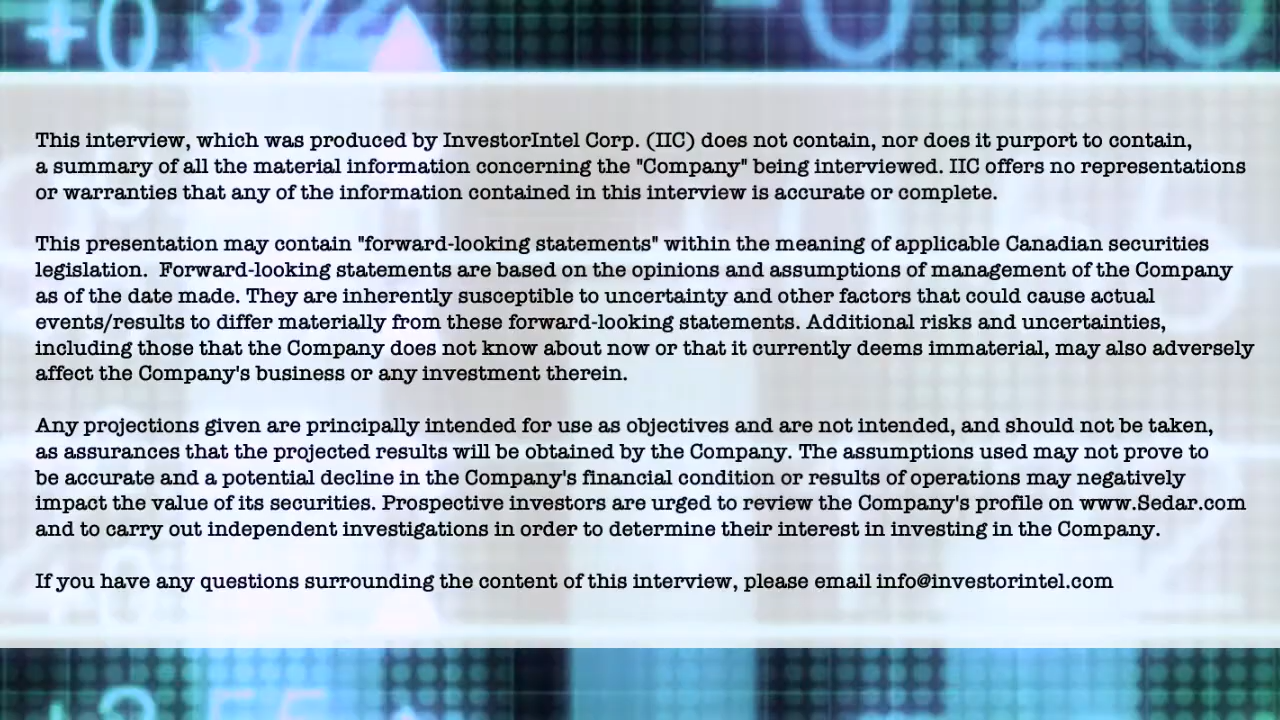 +0.372
-0.20
This interview, which was produced by InvestorIntel Corp. (IIC) does not contain, nor does it purport to contain,
a summary of all the material information concerning the "Company" being interviewed. IIC offers no representations
or warranties that any of the information contained in this interview is accurate or complete.
This presentation may contain "forward-looking statements" within the meaning of applicable Canadian securities
legislation.  Forward-looking statements are based on the opinions and assumptions of management of the Company
as of the date made. They are inherently susceptible to uncertainty and other factors that could cause actual
events/results to differ materially from these forward-looking statements. Additional risks and uncertainties,
including those that the Company does not know about now or that it currently deems immaterial, may also adversely
affect the Company's business or any investment therein.
Any projections given are principally intended for use as objectives and are not intended, and should not be taken,
as assurances that the projected results will be obtained by the Company. The assumptions used may not prove to
be accurate and a potential decline in the Company's financial condition or results of operations may negatively
impact the value of its securities. Prospective investors are urged to review the Company's profile on www.Sedar.com
and to carry out independent investigations in order to determine their interest in investing in the Company.
If you have any questions surrounding the content of this interview, please email info@investorintel.com